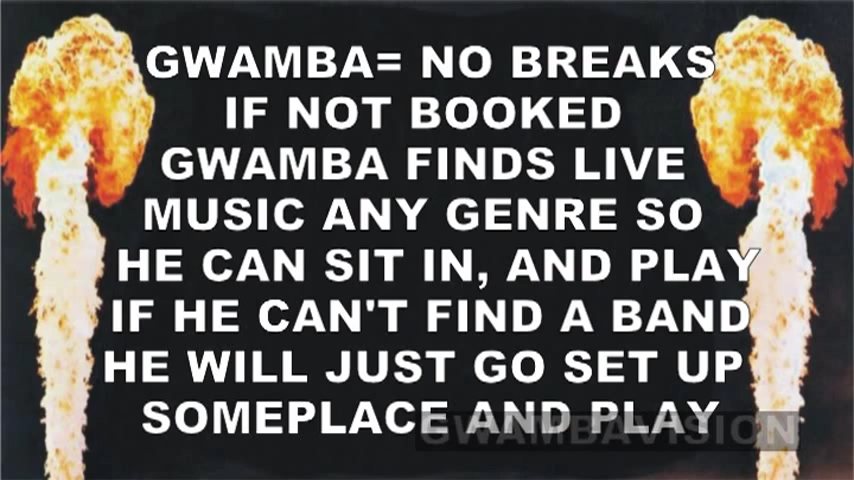 GWAMBA= NO BREAKS
IF NOT BOOKED
GWAMBA FINDS LIVE
MUSIC ANY GENRE SO
HE CAN SIT IN, AND PLAY
IF HE CAN'T FIND A BAND
HE WILL JUST GO SET UP
SOMEPLACE AND PLAY
GWAMBAVISION